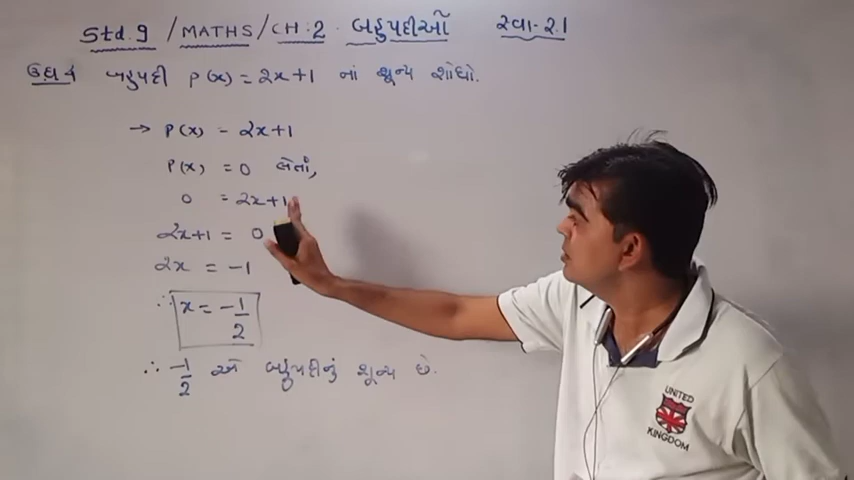 Std.9 / MATHS / CH:2 બહુપદીઓ સ્વા-2.1
ઉદા 4 બહુપદી P(x) = 2x+1 નાં શૂન્ય શોધો.
→ P(x) = 2x+1
P(x) = 0 લેતાં,
0 = 2x+1
2x+1 = 0
2x = -1
∴ x = -1/2
∴ -1/2 એ બહુપદીનું શૂન્ય છે.
UNITED
KINGDOM